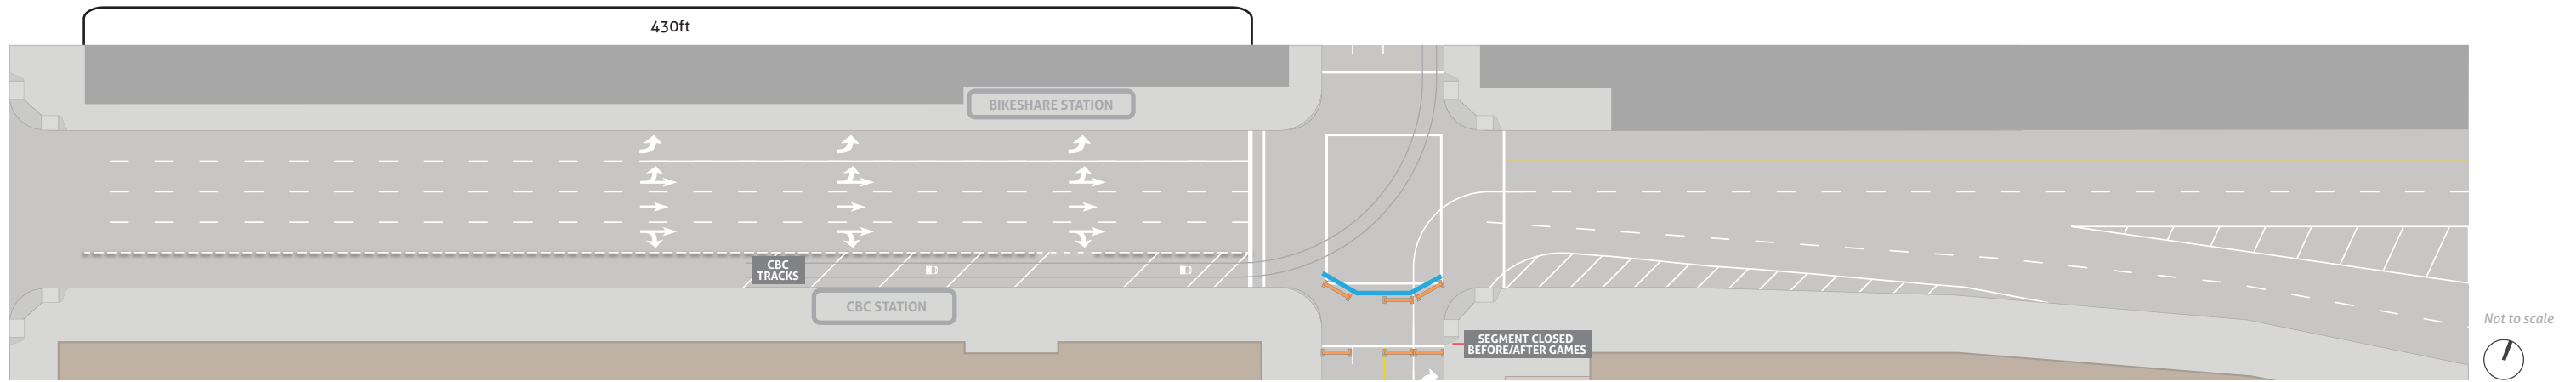 430ft
BIKESHARE STATION
CBC
TRACKS
CBC STATION
SEGMENT CLOSED
BEFORE/AFTER GAMES
Not to scale